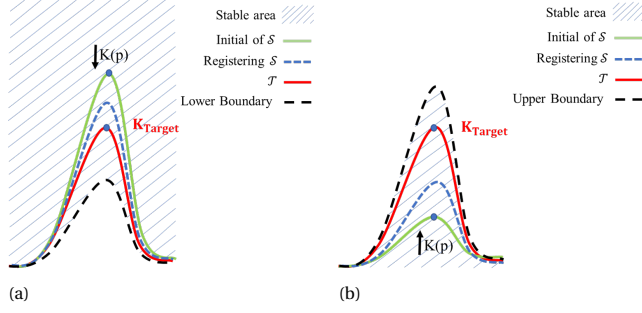 Stable area
Initial of 𝒮
Registering 𝒮
𝒯
Lower Boundary
K(p)
K_Target
(a)
Stable area
Initial of 𝒮
Registering 𝒮
𝒯
Upper Boundary
K_Target
K(p)
(b)